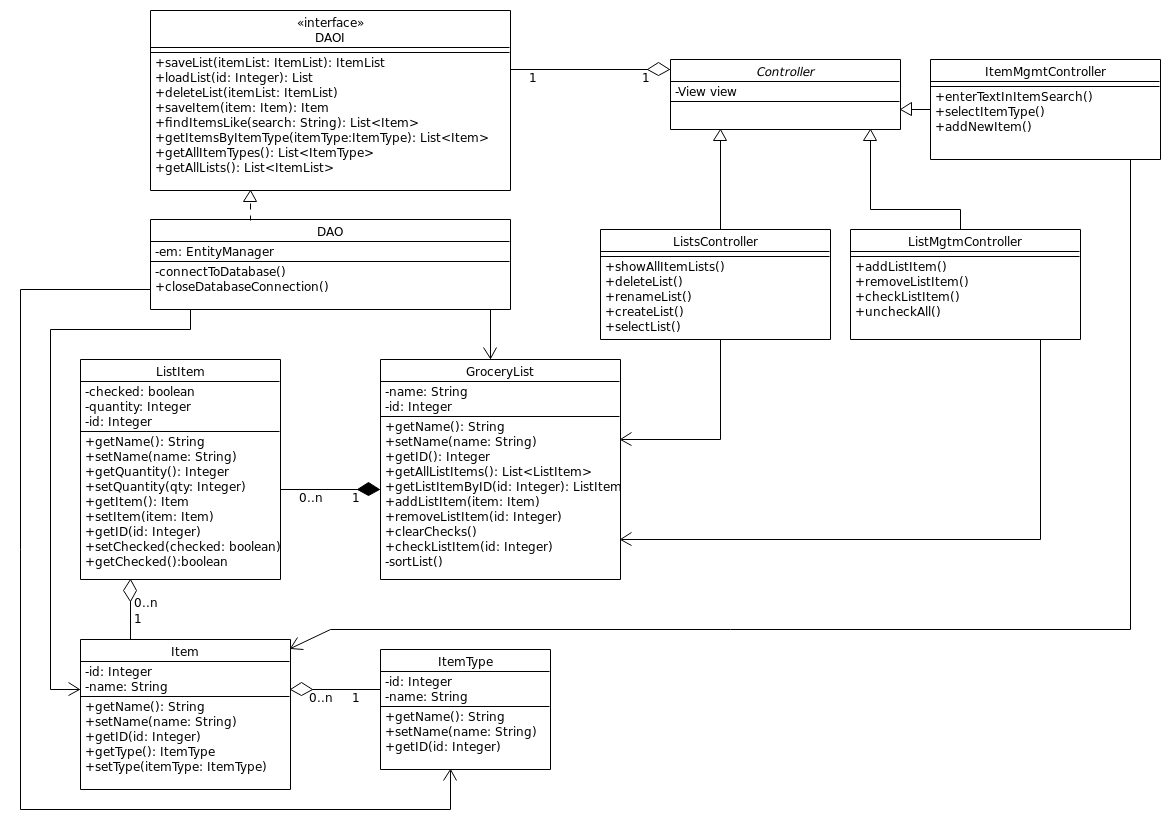 «interface»
DAOI
+saveList(itemList: ItemList): ItemList
+loadList(id: Integer): List
+deleteList(itemList: ItemList)
+saveItem(item: Item): Item
+findItemsLike(search: String): List<Item>
+getItemsByItemType(itemType:ItemType): List<Item>
+getAllItemTypes(): List<ItemType>
+getAllLists(): List<ItemList>
1
1
Controller
-View view
ItemMgmtController
+enterTextInItemSearch()
+selectItemType()
+addNewItem()
DAO
-em: EntityManager
-connectToDatabase()
+closeDatabaseConnection()
ListsController
+showAllItemLists()
+deleteList()
+renameList()
+createList()
+selectList()
ListMgtmController
+addListItem()
+removeListItem()
+checkListItem()
+uncheckAll()
ListItem
-checked: boolean
-quantity: Integer
-id: Integer
+getName(): String
+setName(name: String)
+getQuantity(): Integer
+setQuantity(qty: Integer)
+getItem(): Item
+setItem(item: Item)
+getID(id: Integer)
+setChecked(checked: boolean)
+getChecked():boolean
0..n
1
GroceryList
-name: String
-id: Integer
+getName(): String
+setName(name: String)
+getID(): Integer
+getAllListItems(): List<ListItem>
+getListItemByID(id: Integer): ListItem
+addListItem(item: Item)
+removeListItem(id: Integer)
+clearChecks()
+checkListItem(id: Integer)
-sortList()
0..n
1
Item
-id: Integer
-name: String
+getName(): String
+setName(name: String)
+getID(id: Integer)
+getType(): ItemType
+setType(itemType: ItemType)
0..n
1
ItemType
-id: Integer
-name: String
+getName(): String
+setName(name: String)
+getID(id: Integer)